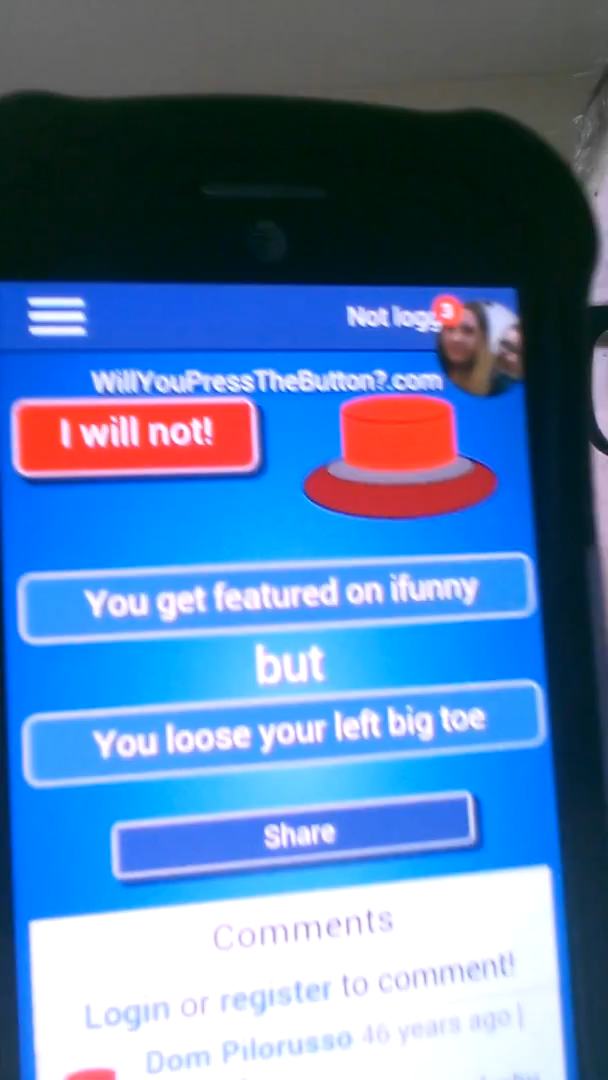 Not logg
3
WillYouPressTheButton?.com
I will not!
You get featured on ifunny
but
You loose your left big toe
Share
Comments
Login or register to comment!
Dom Pilorusso 46 years ago |